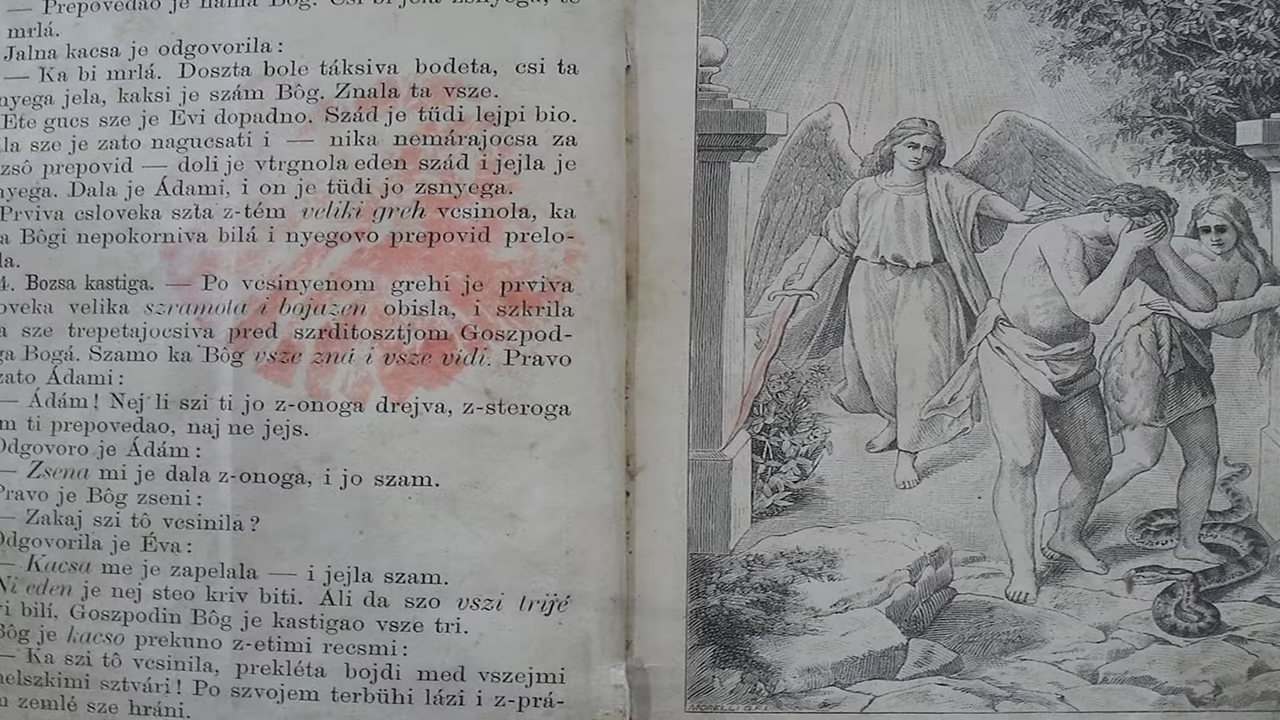 — Prepovedao je nama Bôg. Csi bi jela zsnyega, te
mrlá.
Jalna kacsa je odgovorila:
— Ka bi mrlá. Doszta bole táksiva bodeta, csi ta
nyega jela, kaksi je szám Bôg. Znala ta vsze.
Ete gucs sze je Evi dopadno. Szád je tüdi lejpi bio.
la sze je zato nagucsati i — nika nemárajocsa za
zsô prepovid — doli je vtrgnola eden szád i jejla je
nyega. Dala je Ádami, i on je tüdi jo zsnyega.
Prviva csloveka szta z-tém veliki greh vcsinola, ka
a Bôgi nepokorniva bilá i nyegovo prepovid prelo-
la.
4. Bozsa kastiga. — Po vcsinyenom grehi je prviva
oveka velika szramota i bojazen obisla, i szkrila
a sze trepetajocsiva pred szrditosztjom Goszpod-
ga Bogá. Szamo ka Bôg vsze zná i vsze vidi. Pravo
zato Ádami:
— Ádám! Nej li szi ti jo z-onoga drejva, z-steroga
m ti prepovedao, naj ne jejs.
Odgovoro je Ádám:
— Zsena mi je dala z-onoga, i jo szam.
Pravo je Bôg zseni:
— Zakaj szi tô vcsinila?
Odgovorila je Éva:
— Kacsa me je zapelala — i jejla szam.
Ni eden je nej steo kriv biti. Ali da szo vszi trijé
vi bili, Goszpodin Bôg je kastigao vsze tri.
Bôg je kacso prekuno z-etimi recsmi:
— Ka szi tô vcsinila, prekléta bojdi med vszejmi
helszkimi sztvári! Po szvojem terbühi lázi i z-prá-
n zemlé sze hráni.
MORELLI G.F.I.